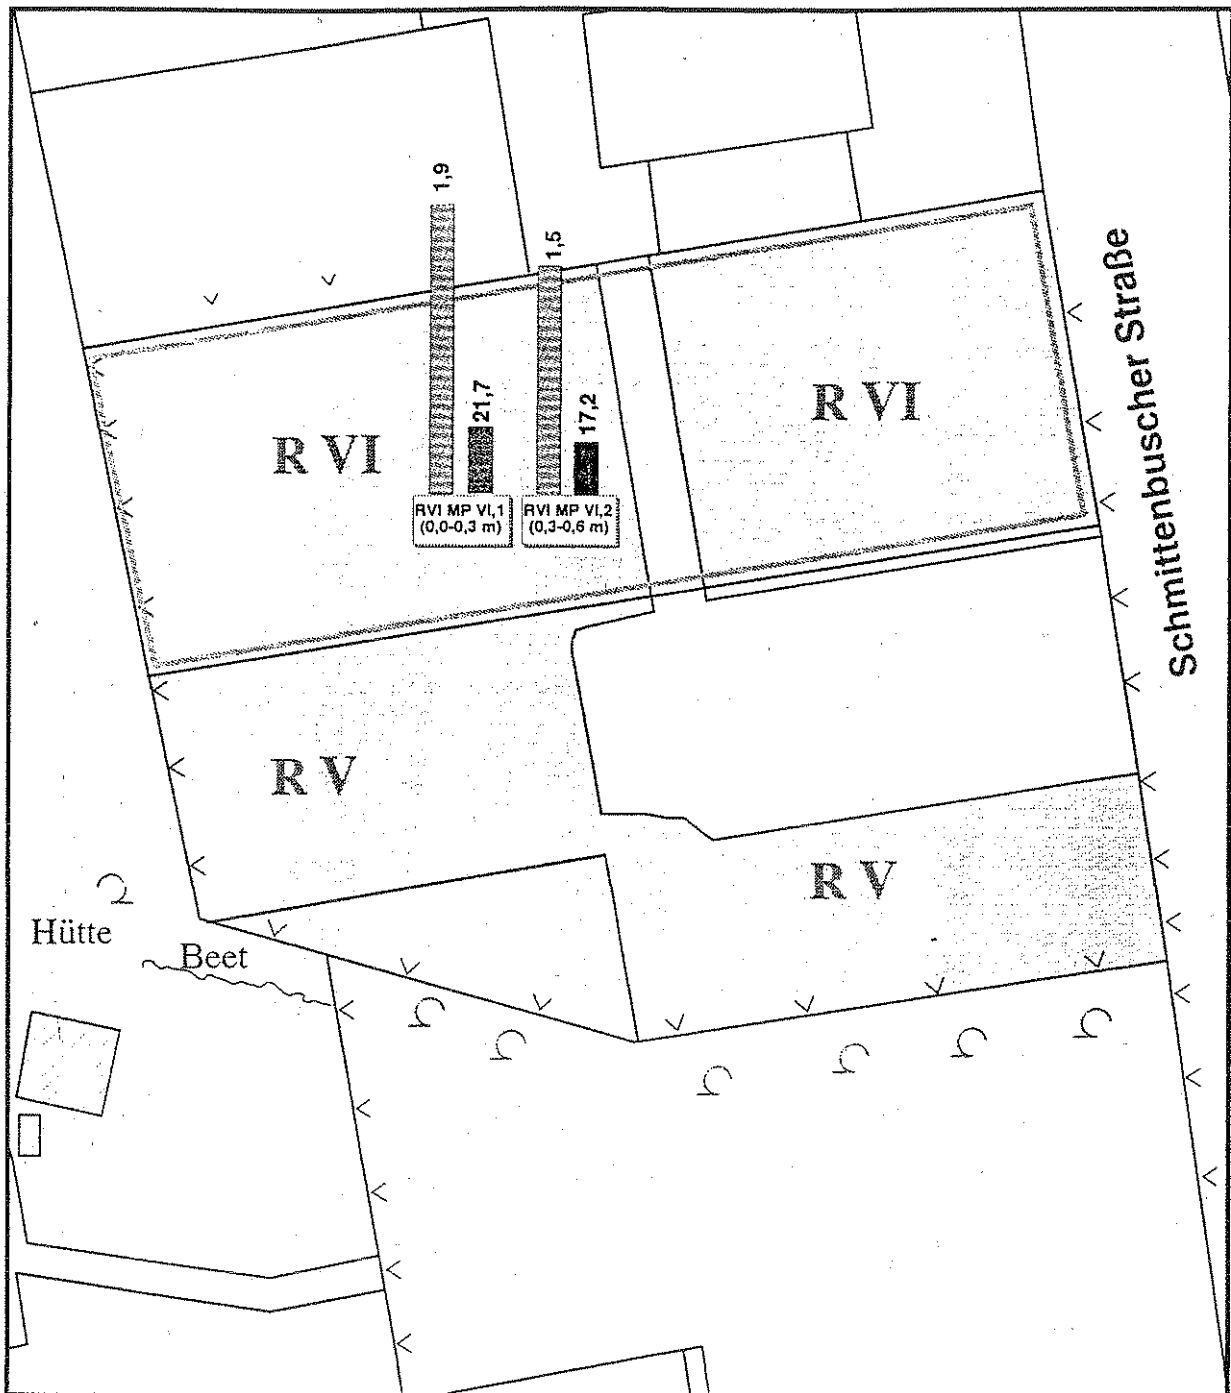 1,9
1,5
21,7
17,2
R VI
R VI
RVI MP VI,1
(0,0-0,3 m)
RVI MP VI,2
(0,3-0,6 m)
Schmittenbuscher Straße
R V
R V
Hütte
Beet